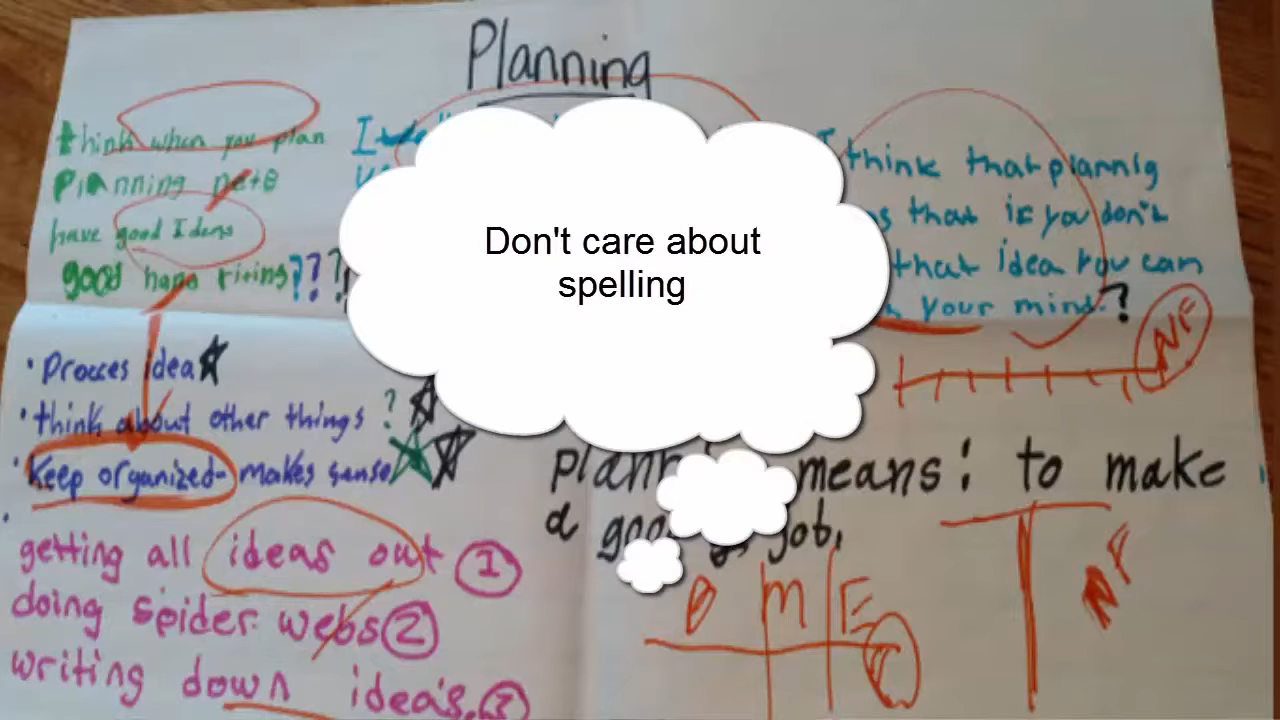 Planning
think when you plan
Planning
have good Ideas
good hand riting???
I
I think that plannig
that if you don't
that idea you can
your mind.?
NF
• Procces idea
• think about other things ?
• Keep organized- makes sense
Don't care about
spelling
means: to make
a job.
getting all ideas out 1
doing spider webs 2
writing down ideas. 3
B M E
NF